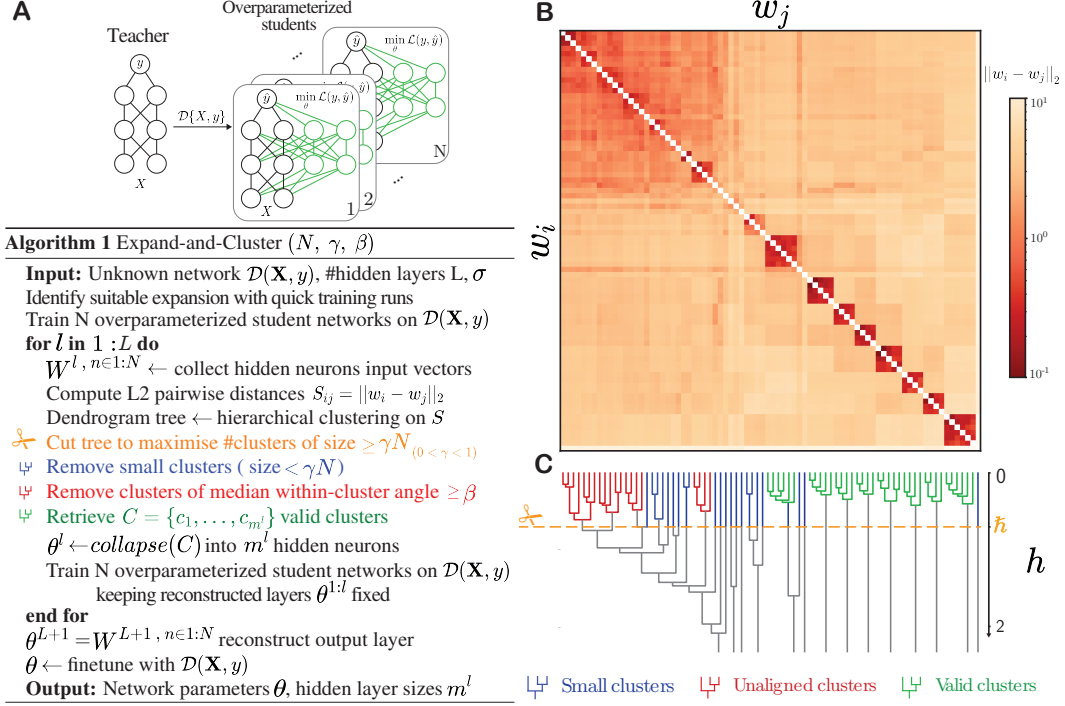 A
Overparameterized
students
Teacher
y
𝒟{X, y}
X
ŷ
min ℒ(y, ŷ)
θ
N
min ℒ(y, ŷ)
θ
2
ŷ
min ℒ(y, ŷ)
θ
X
1
Algorithm 1 Expand-and-Cluster (N, γ, β)
Input: Unknown network 𝒟(X, y), #hidden layers L, σ
Identify suitable expansion with quick training runs
Train N overparameterized student networks on 𝒟(X, y)
for l in 1 :L do
W^{l , n∈1:N} ← collect hidden neurons input vectors
Compute L2 pairwise distances S_{ij} = ||w_i − w_j||_2
Dendrogram tree ← hierarchical clustering on S
Cut tree to maximise #clusters of size ≥ γN (0 < γ < 1)
Remove small clusters ( size < γN )
Remove clusters of median within-cluster angle ≥ β
Retrieve C = {c_1, . . . , c_{m^l}} valid clusters
θ^l ← collapse(C) into m^l hidden neurons
Train N overparameterized student networks on 𝒟(X, y)
keeping reconstructed layers θ^{1:l} fixed
end for
θ^{L+1} = W^{L+1 , n∈1:N} reconstruct output layer
θ ← finetune with 𝒟(X, y)
Output: Network parameters θ, hidden layer sizes m^l
B
w_j
w_i
||w_i − w_j||_2
10^1
10^0
10^{-1}
C
0
ℏ
h
2
Small clusters
Unaligned clusters
Valid clusters